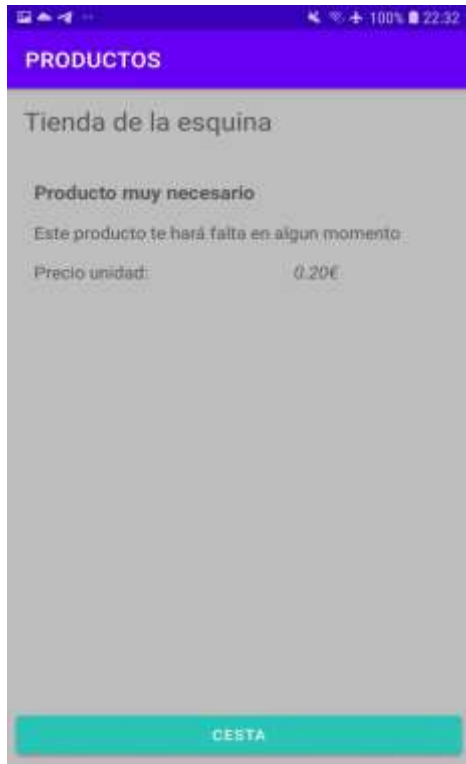 100% 22:32
PRODUCTOS
Tienda de la esquina
Producto muy necesario
Este producto te hará falta en algun momento
Precio unidad: 0.20€
CESTA